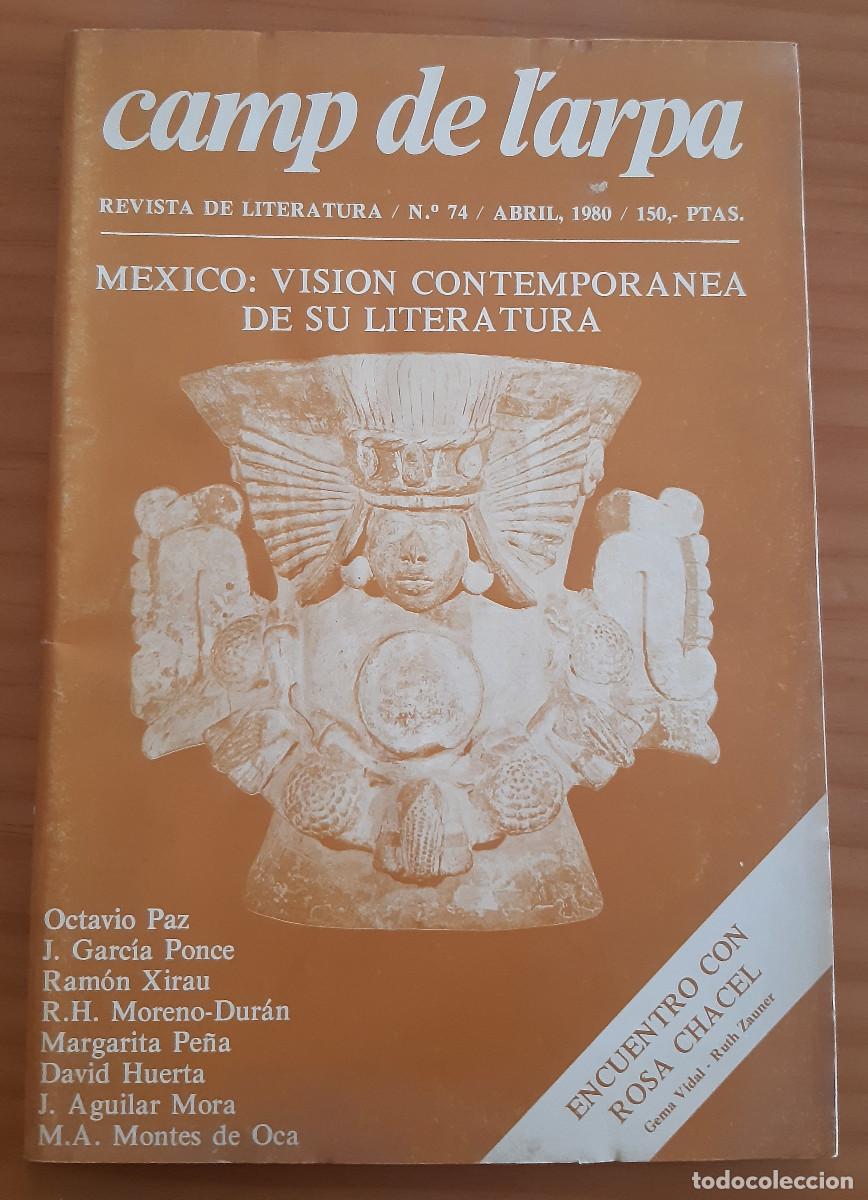 camp de l'arpa
REVISTA DE LITERATURA / N.º 74 / ABRIL, 1980 / 150,- PTAS.
MEXICO: VISION CONTEMPORANEA
DE SU LITERATURA
Octavio Paz
J. García Ponce
Ramón Xirau
R.H. Moreno-Durán
Margarita Peña
David Huerta
J. Aguilar Mora
M.A. Montes de Oca
ENCUENTRO CON
ROSA CHACEL
Gema Vidal - Ruth Zauner
todocoleccion